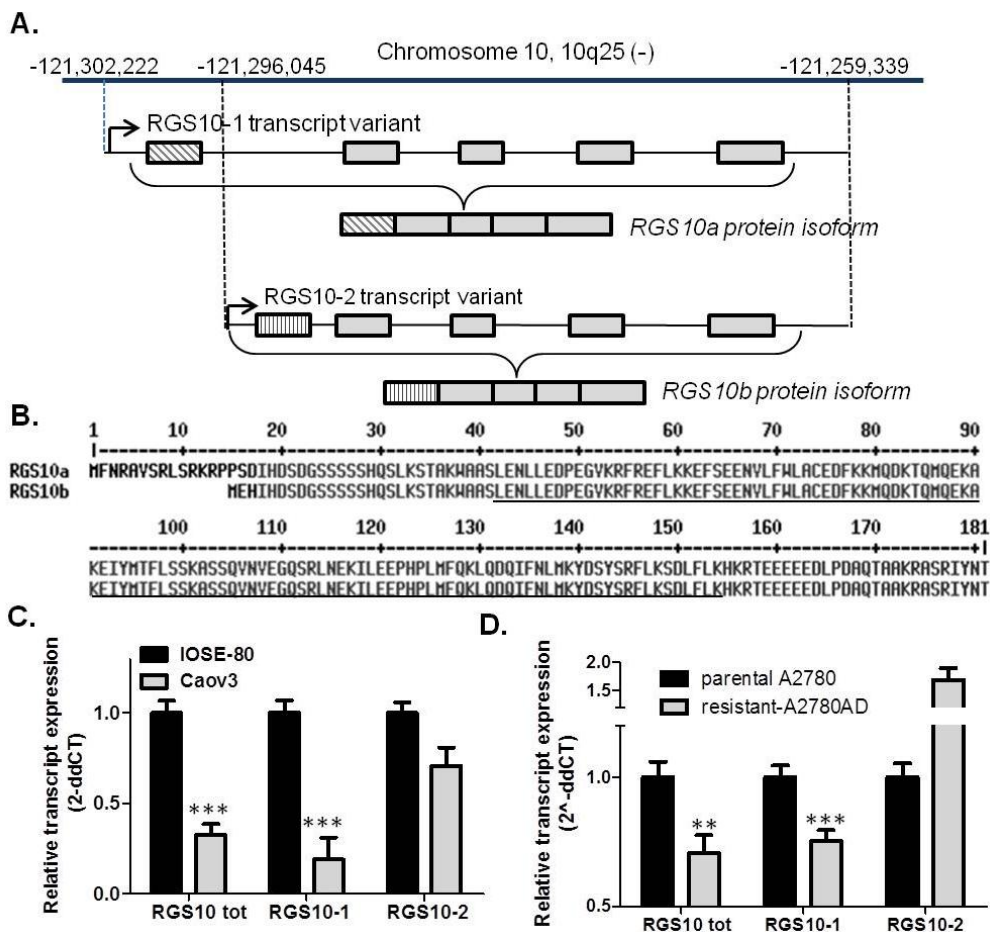 A.
Chromosome 10, 10q25 (-)
-121,302,222 -121,296,045 -121,259,339
RGS10-1 transcript variant
RGS10a protein isoform
RGS10-2 transcript variant
RGS10b protein isoform
B.
1 10 20 30 40 50 60 70 80 90
RGS10a MFNRAVSRLSRKRPPSDIHDSDGSSSSSHQSLKSTAKWAASLENLLEDPEGVKRFREFLKKEFSEENVLFWLACEDFKKMQDKTQMQEKA
RGS10b MEHIHDSDGSSSSSHQSLKSTAKWAASLENLLEDPEGVKRFREFLKKEFSEENVLFWLACEDFKKMQDKTQMQEKA
100 110 120 130 140 150 160 170 181
KEIYMTFLSSKASSQVNVEGQSRLNEKILEEPHPLMFQKLQDQIFNLMKYDSYSRFLKSDLFLKHKRTEEEEEDLPDAQTAAKRASRIYNT
KEIYMTFLSSKASSQVNVEGQSRLNEKILEEPHPLMFQKLQDQIFNLMKYDSYSRFLKSDLFLKHKRTEEEEEDLPDAQTAAKRASRIYNT
C.
Relative transcript expression
(2-ddCT)
IOSE-80
Caov3
1.0
0.5
0.0
***
***
RGS10 tot RGS10-1 RGS10-2
D.
Relative transcript expression
(2^-ddCT)
parental A2780
resistant-A2780AD
2.0
1.5
1.0
0.5
**
***
RGS10 tot RGS10-1 RGS10-2